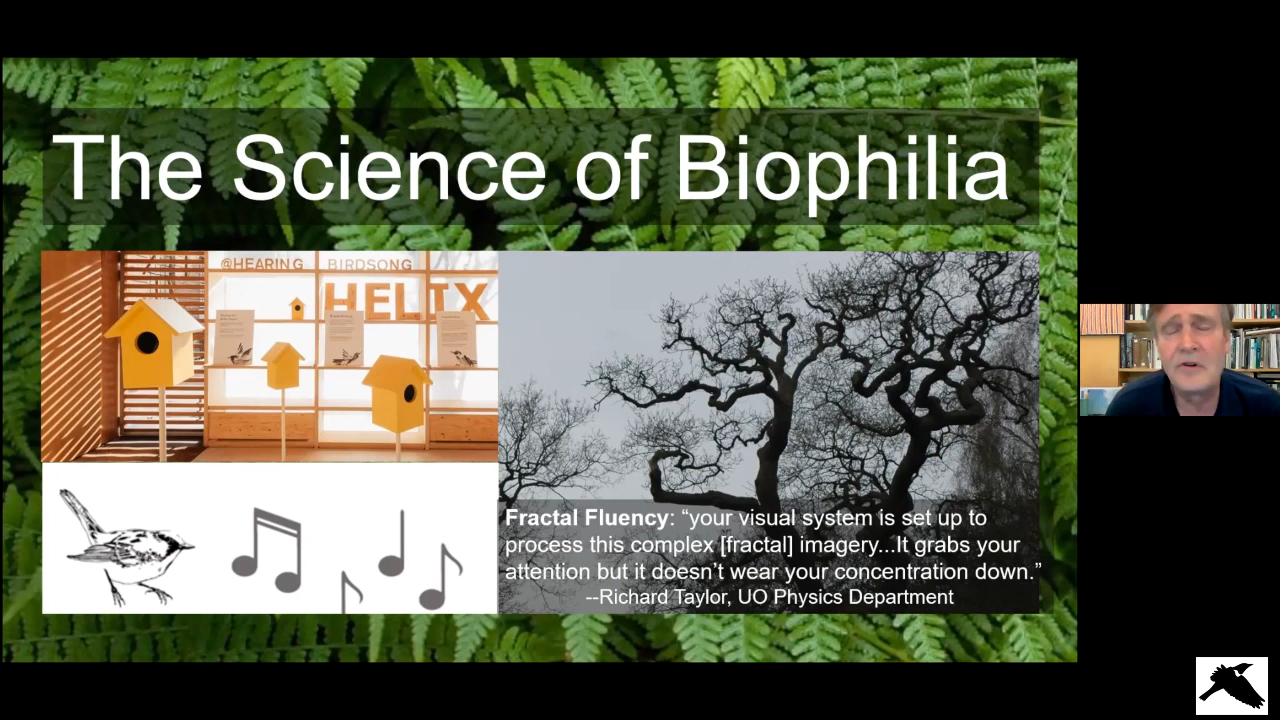 The Science of Biophilia
@HEARING BIRDSONG
HELIX
Fractal Fluency: “your visual system is set up to
process this complex [fractal] imagery...It grabs your
attention but it doesn’t wear your concentration down.”
--Richard Taylor, UO Physics Department